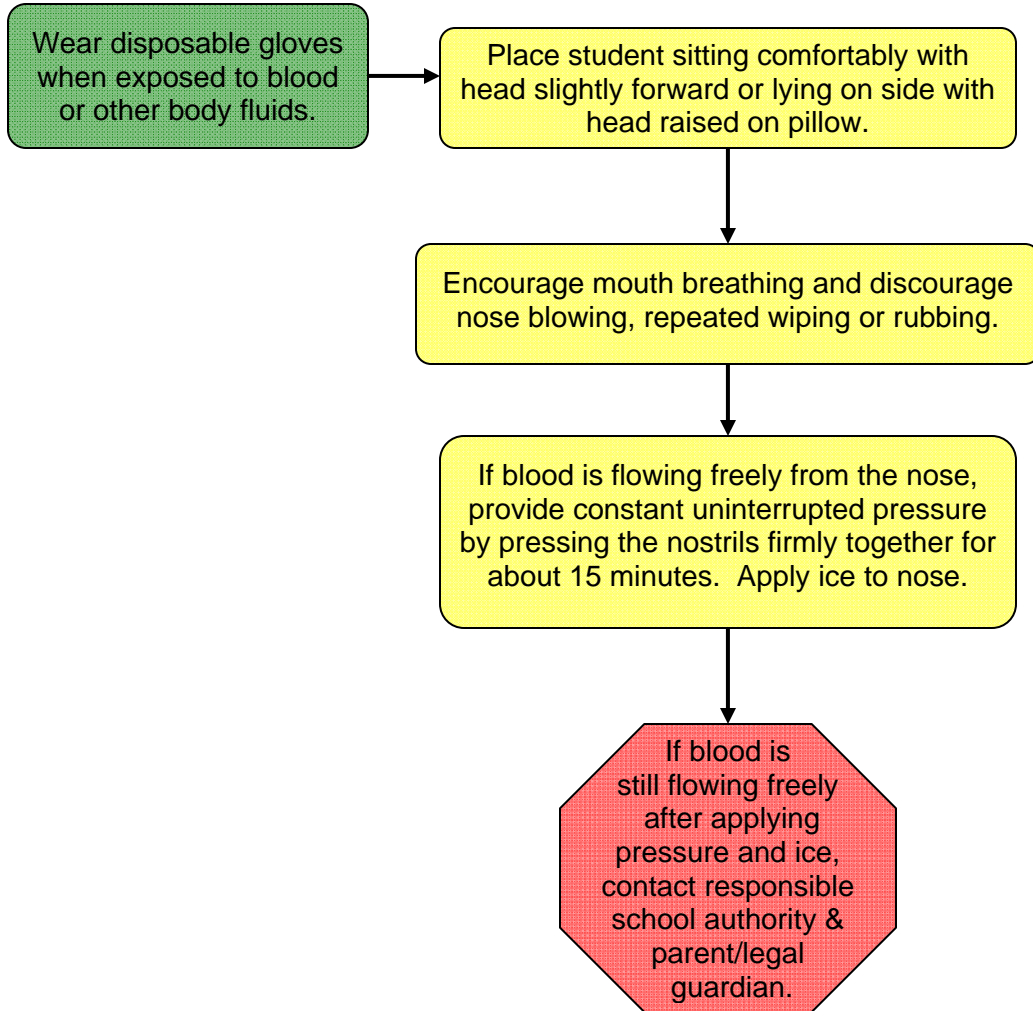 Wear disposable gloves
when exposed to blood
or other body fluids.
Place student sitting comfortably with
head slightly forward or lying on side with
head raised on pillow.
Encourage mouth breathing and discourage
nose blowing, repeated wiping or rubbing.
If blood is flowing freely from the nose,
provide constant uninterrupted pressure
by pressing the nostrils firmly together for
about 15 minutes.  Apply ice to nose.
If blood is
still flowing freely
after applying
pressure and ice,
contact responsible
school authority &
parent/legal
guardian.